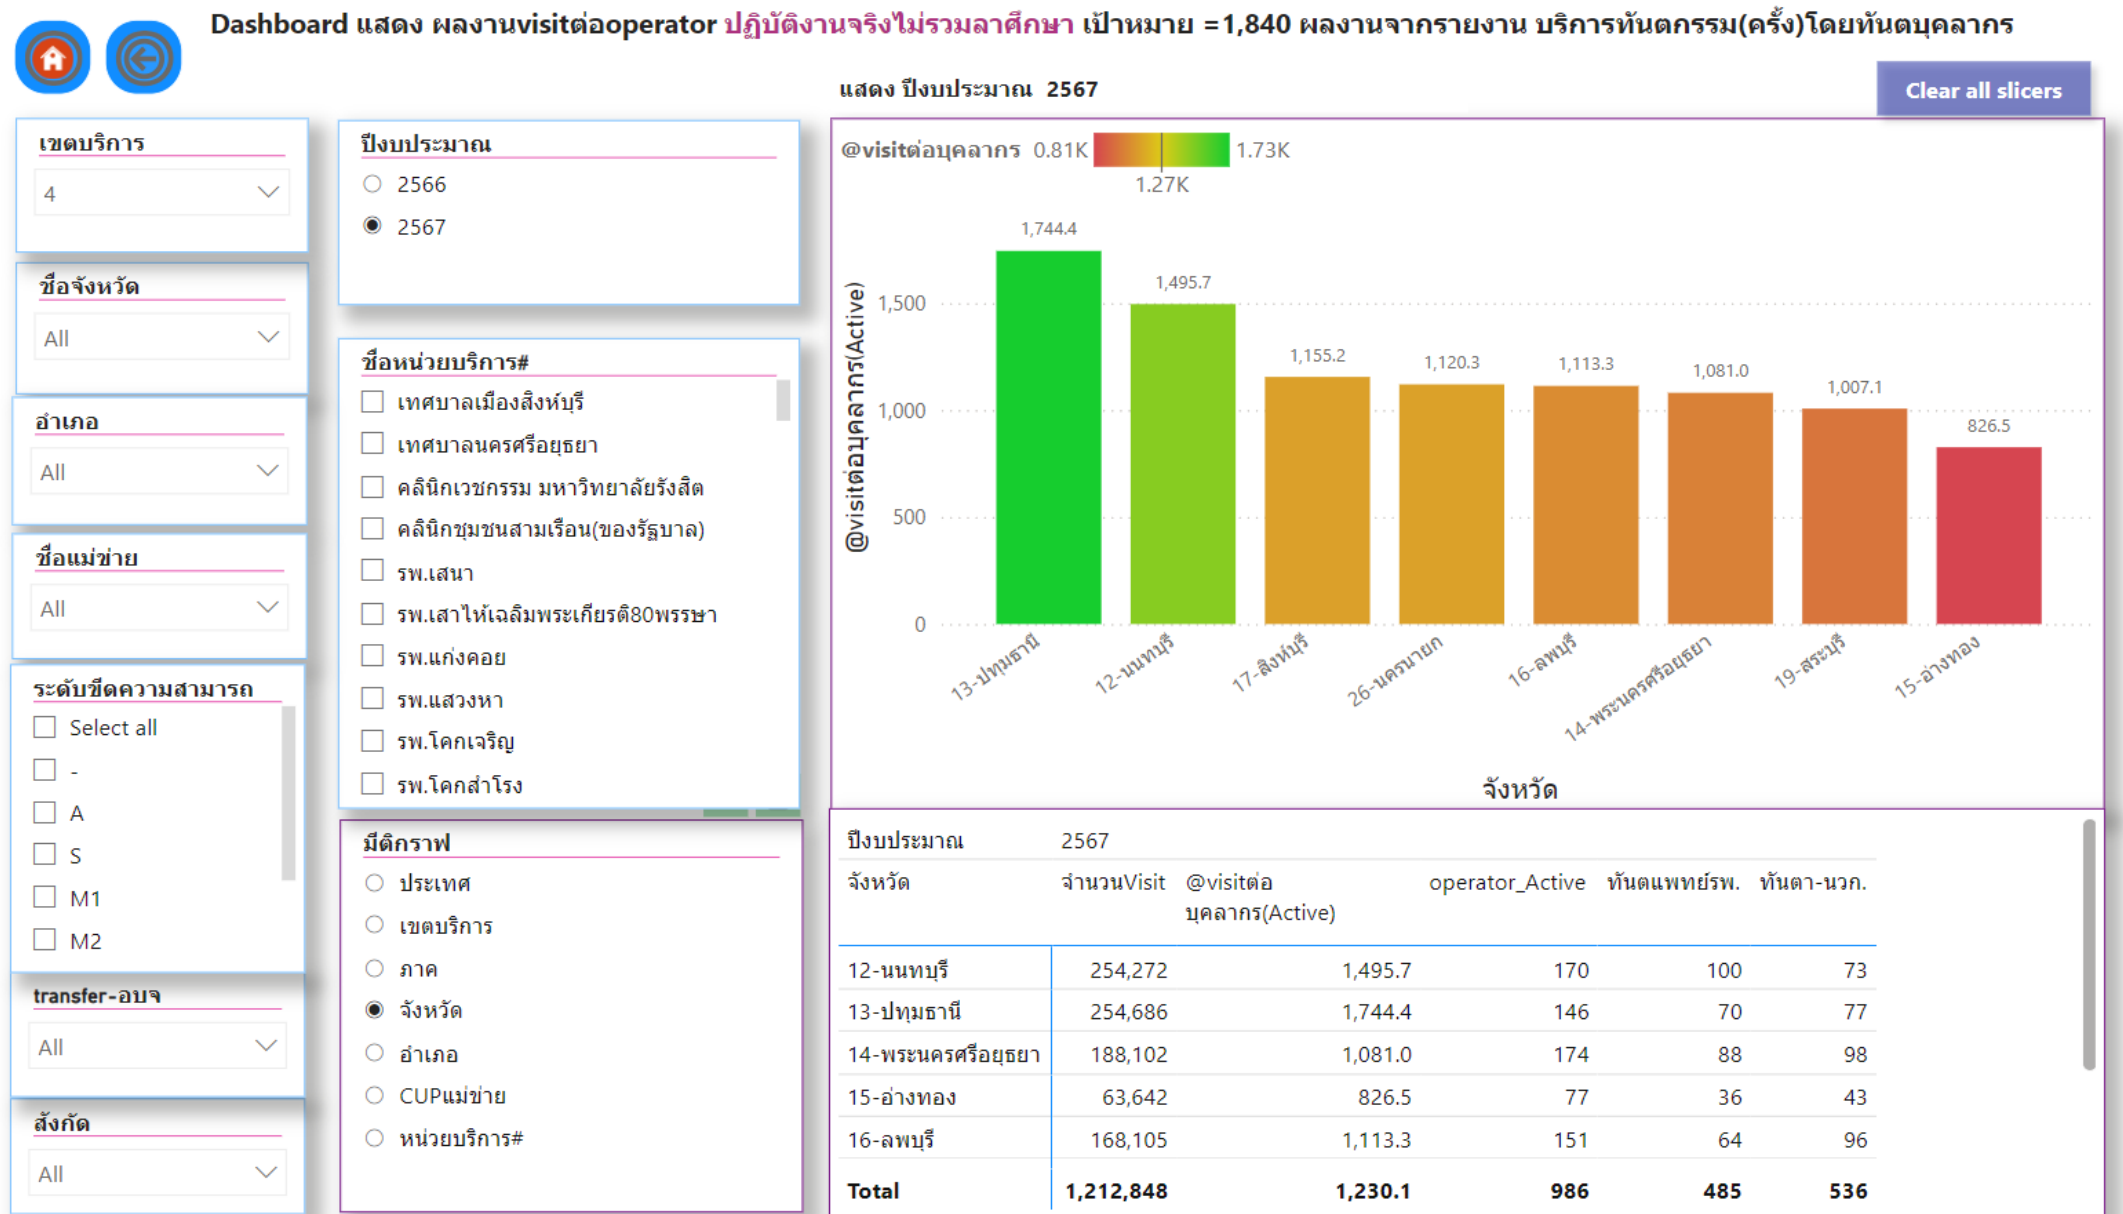 Dashboard แสดง ผลงานvisitต่อoperator ปฏิบัติงานจริงไม่รวมลาศึกษา เป้าหมาย =1,840 ผลงานจากรายงาน บริการทันตกรรม(ครั้ง)โดยทันตบุคลากร
แสดง ปีงบประมาณ 2567
Clear all slicers
เขตบริการ
4
ชื่อจังหวัด
All
อำเภอ
All
ชื่อแม่ข่าย
All
ระดับขีดความสามารถ
Select all
-
A
S
M1
M2
transfer-อบจ
All
สังกัด
All
ปีงบประมาณ
2566
2567
ชื่อหน่วยบริการ#
เทศบาลเมืองสิงห์บุรี
เทศบาลนครศรีอยุธยา
คลินิกเวชกรรม มหาวิทยาลัยรังสิต
คลินิกชุมชนสามเรือน(ของรัฐบาล)
รพ.เสนา
รพ.เสาไห้เฉลิมพระเกียรติ80พรรษา
รพ.แก่งคอย
รพ.แสวงหา
รพ.โคกเจริญ
รพ.โคกสำโรง
มีติกราฟ
ประเทศ
เขตบริการ
ภาค
จังหวัด
อำเภอ
CUPแม่ข่าย
หน่วยบริการ#
@visitต่อบุคลากร 0.81K 1.73K
1.27K
@visitต่อบุคลากร(Active)
1,500
1,000
500
0
1,744.4
1,495.7
1,155.2
1,120.3
1,113.3
1,081.0
1,007.1
826.5
13-ปทุมธานี
12-นนทบุรี
17-สิงห์บุรี
26-นครนายก
16-ลพบุรี
14-พระนครศรีอยุธยา
19-สระบุรี
15-อ่างทอง
จังหวัด
ปีงบประมาณ 2567
จังหวัด จำนวนVisit @visitต่อ operator_Active ทันตแพทย์รพ. ทันตา-นวก.
บุคลากร(Active)
12-นนทบุรี 254,272 1,495.7 170 100 73
13-ปทุมธานี 254,686 1,744.4 146 70 77
14-พระนครศรีอยุธยา 188,102 1,081.0 174 88 98
15-อ่างทอง 63,642 826.5 77 36 43
16-ลพบุรี 168,105 1,113.3 151 64 96
Total 1,212,848 1,230.1 986 485 536